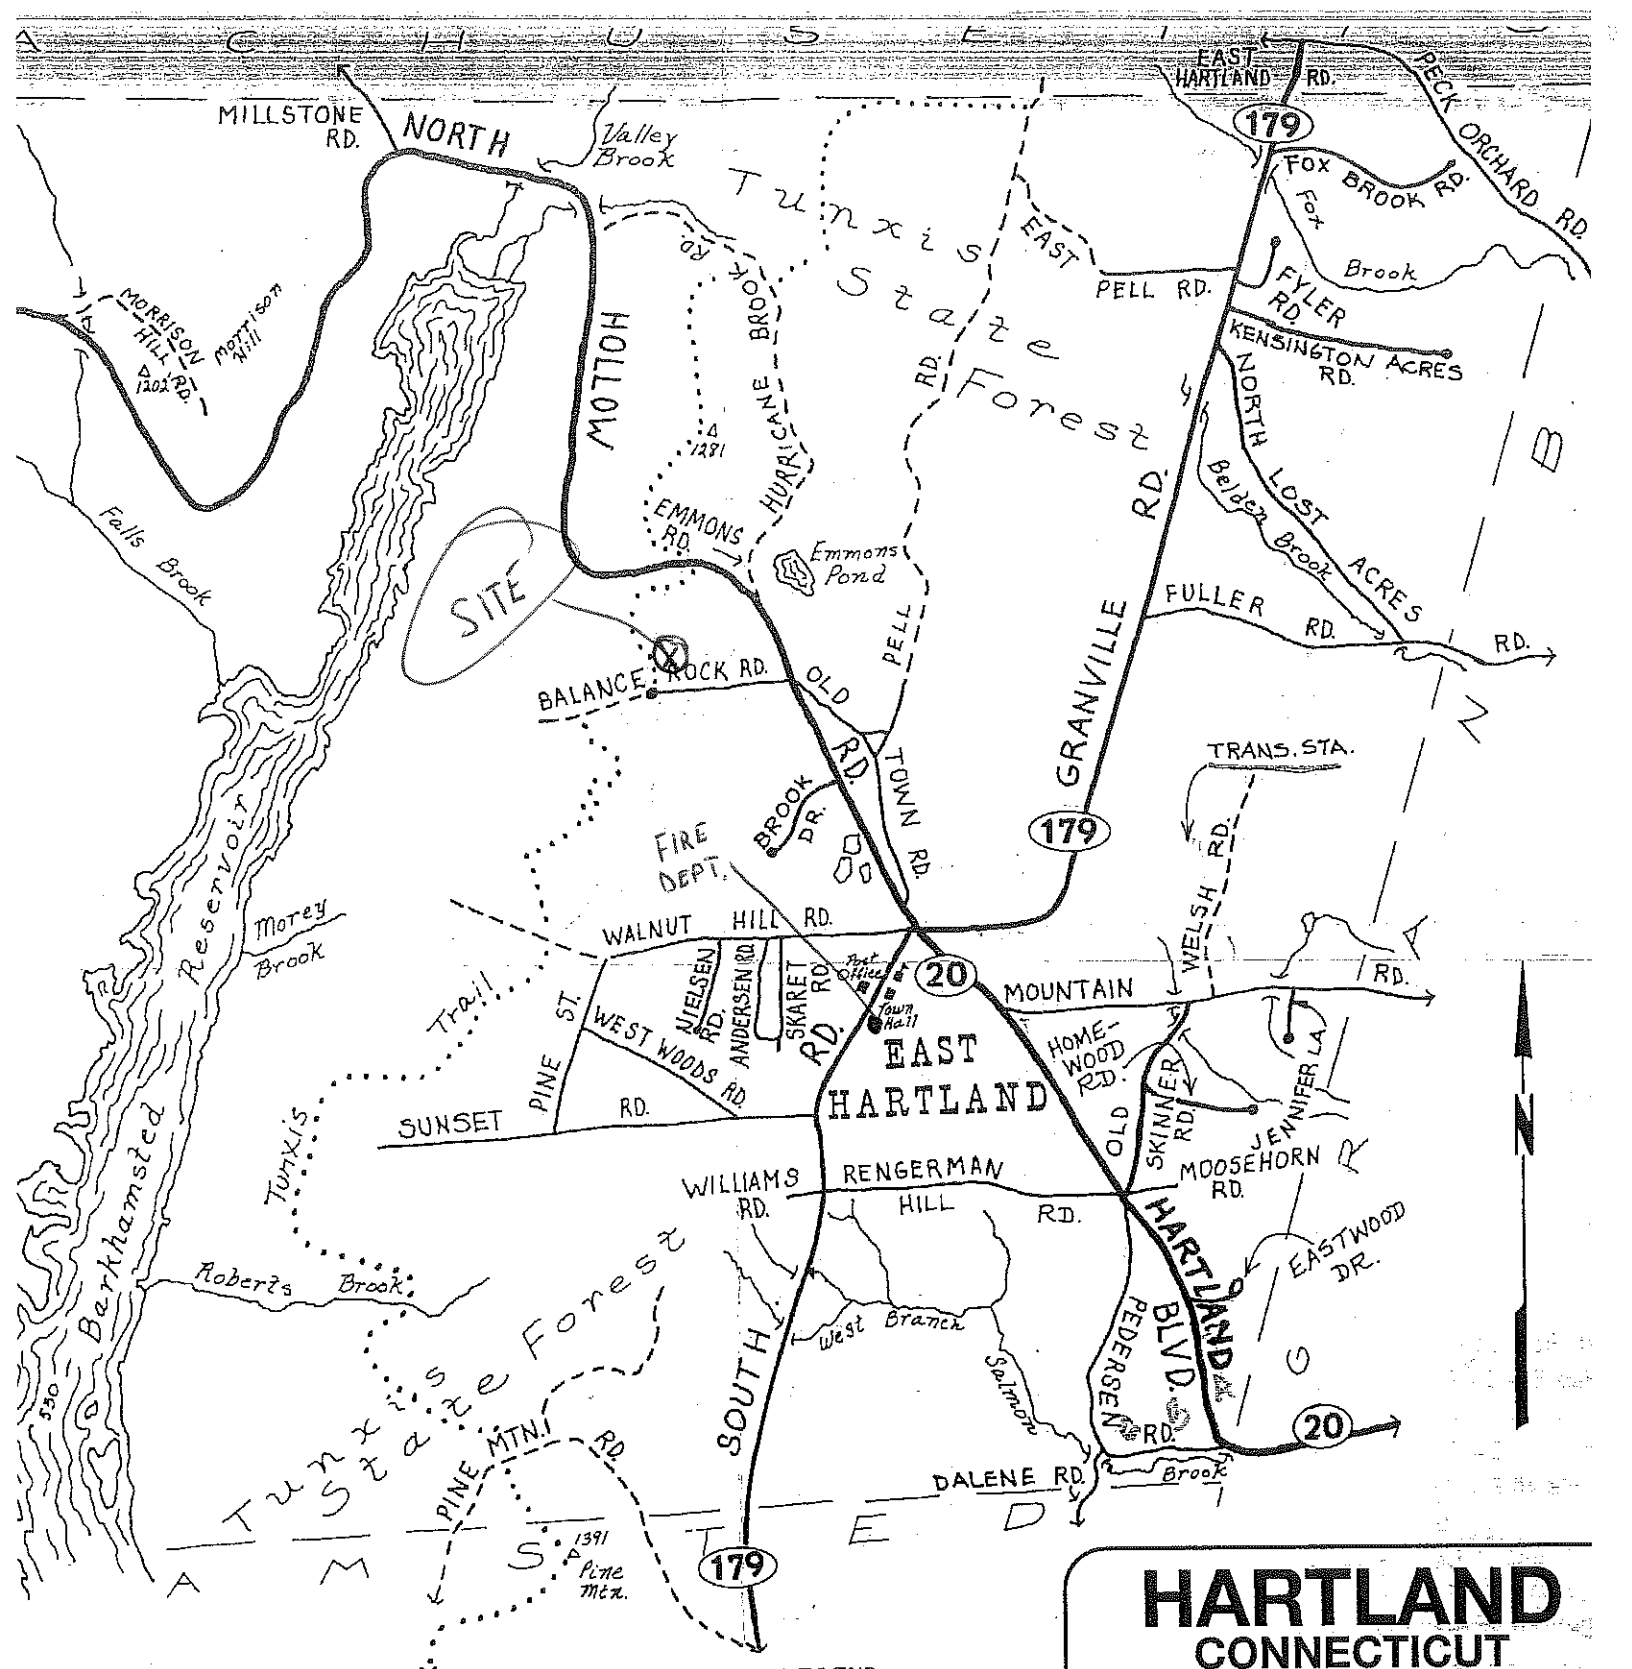 A C H U S E T
EAST
HARTLAND RD.
179
PECK ORCHARD RD.
MILLSTONE
RD.
NORTH
Valley
Brook
FOX BROOK RD.
Fox
Brook
Tunxis
State
Forest
EAST
PELL RD.
FYLER
RD.
KENSINGTON ACRES
RD.
MORRISON
HILL RD.
1202'
Morrison
Hill
HOLLOW
HURRICANE BROOK
RD.
1281
NORTH LOST ACRES
RD.
Belden Brook
B
Falls
Brook
SITE
EMMONS
RD.
Emmons
Pond
PELL
RD.
FULLER
RD.
RD.
GRANVILLE
RD.
X
BALANCE ROCK RD.
OLD
TOWN
RD.
RD.
N
TRANS. STA.
BROOK
DR.
179
FIRE
DEPT.
WELSH RD.
Reservoir
Morey
Brook
WALNUT HILL RD.
A
NIELSEN
RD.
ANDERSEN RD.
SKARET
RD.
Post
Office
20
Town
Hall
MOUNTAIN
RD.
Trail
PINE ST.
WEST WOODS RD.
RD.
EAST
HARTLAND
HOME-
WOOD
RD.
OLD
SKINNER
RD.
JENNIFER LA.
SUNSET RD.
Tunxis
N
WILLIAMS
RD.
RENGERMAN
HILL RD.
MOOSEHORN
RD.
R
Barkhamsted
Roberts Brook
HARTLAND
BLVD.
EASTWOOD
DR.
West Branch
Salmon
Brook
PEDERSEN
RD.
G
SOUTH
530
Tunxis
State Forest
PINE MTN. RD.
20
DALENE RD.
A M S T E D
1391
Pine
Mtn.
179
HARTLAND
CONNECTICUT